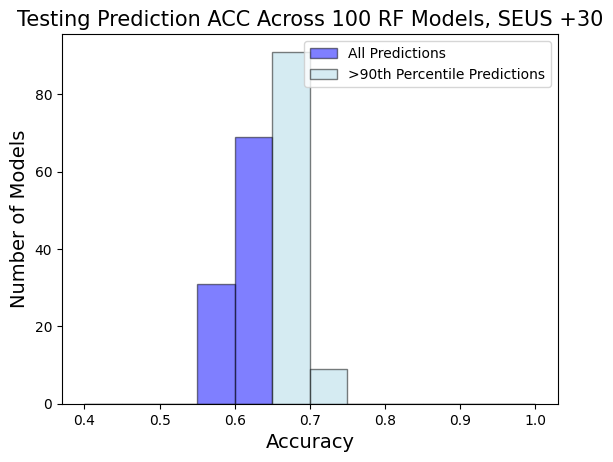 Testing Prediction ACC Across 100 RF Models, SEUS +30
All Predictions
>90th Percentile Predictions
Number of Models
80
60
40
20
0
0.4 0.5 0.6 0.7 0.8 0.9 1.0
Accuracy